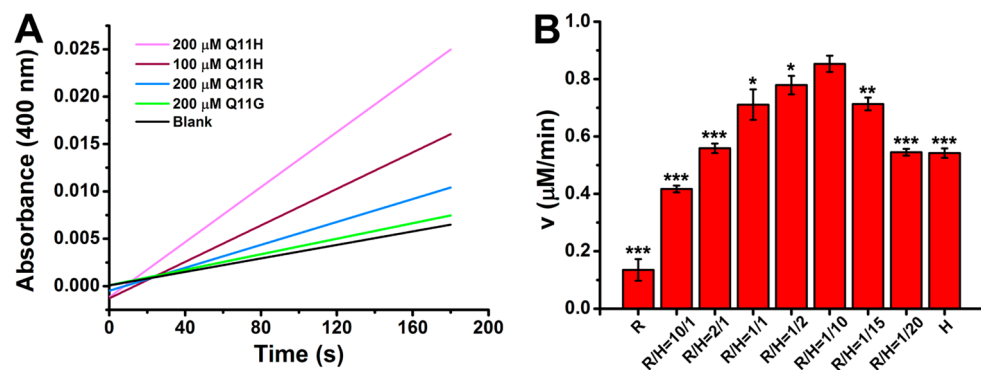 A
Absorbance (400 nm)
0.025
0.020
0.015
0.010
0.005
0.000
200 μM Q11H
100 μM Q11H
200 μM Q11R
200 μM Q11G
Blank
0 40 80 120 160 200
Time (s)
B
v (μM/min)
1.0
0.8
0.6
0.4
0.2
0.0
*** *** *** * * ** *** ***
R R/H=10/1 R/H=2/1 R/H=1/1 R/H=1/2 R/H=1/10 R/H=1/15 R/H=1/20 H